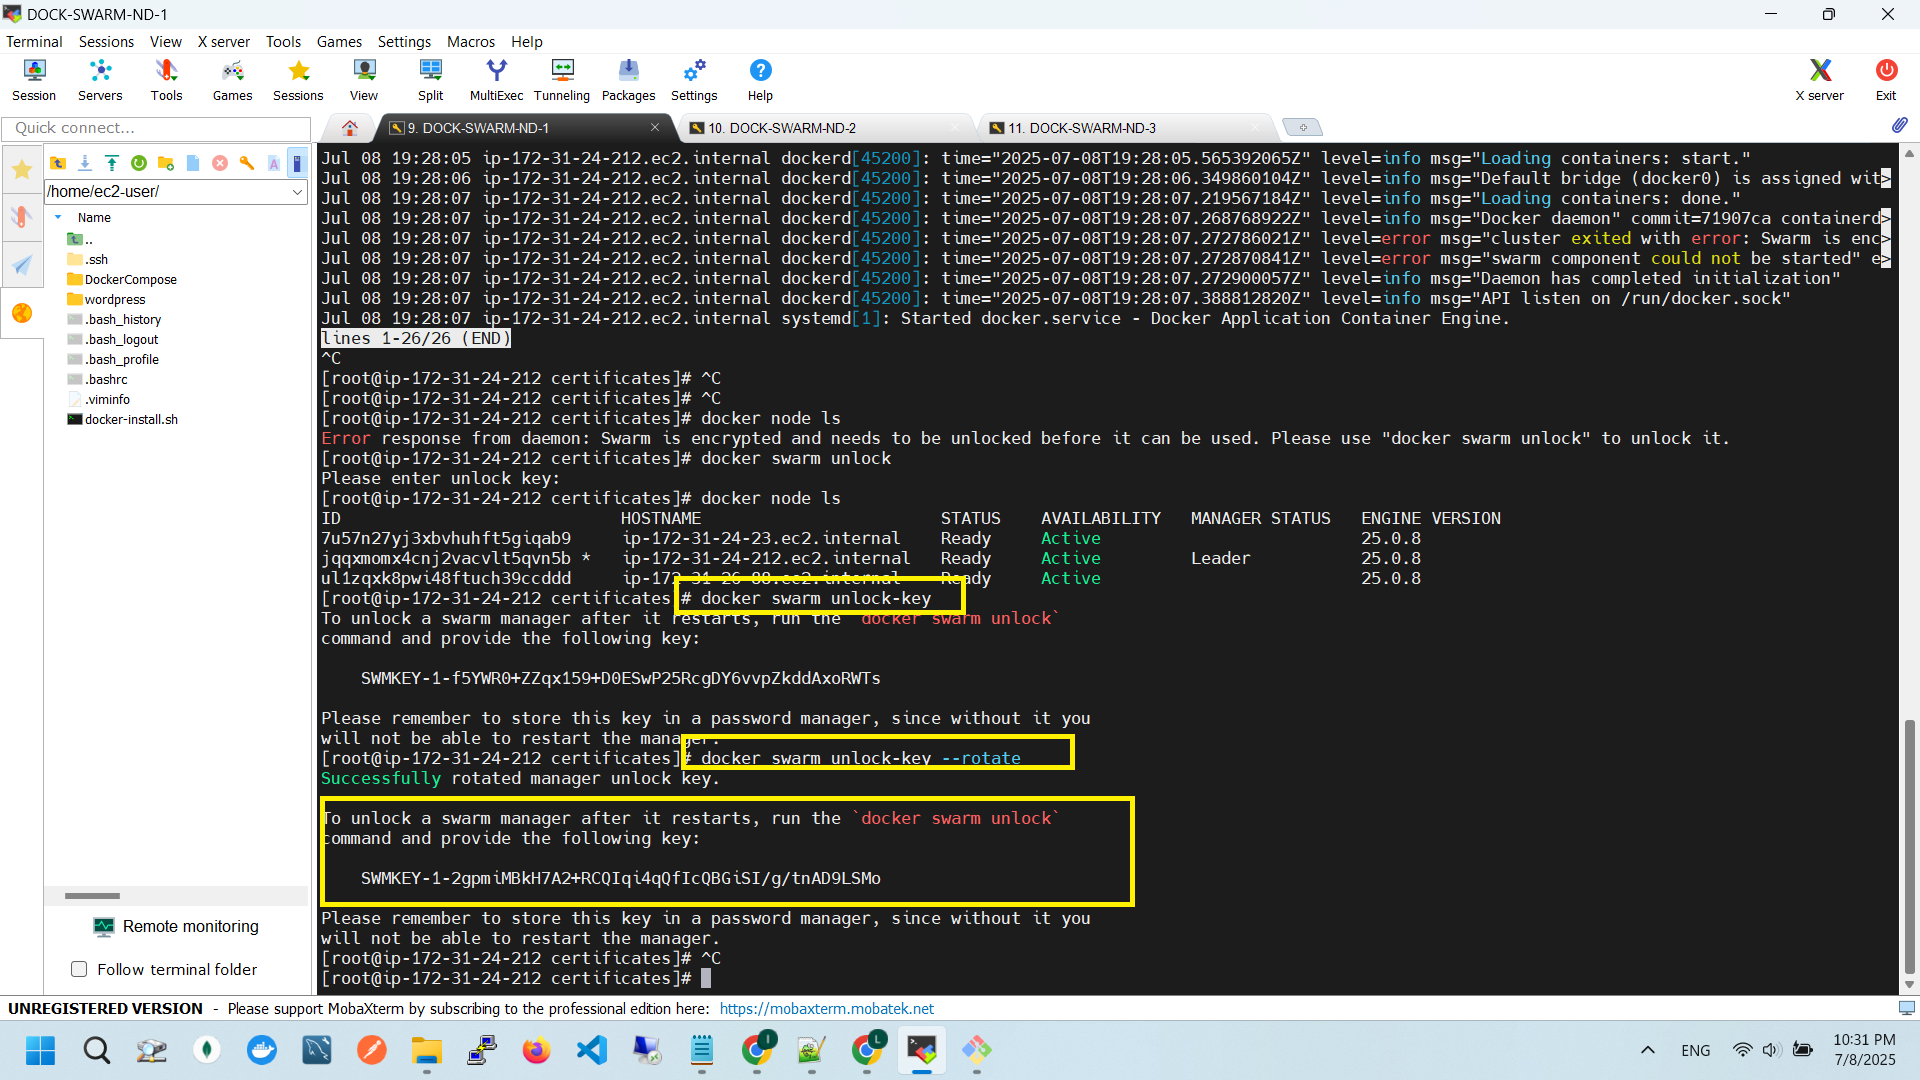 DOCK-SWARM-ND-1
Terminal Sessions View X server Tools Games Settings Macros Help
Session Servers Tools Games Sessions View Split MultiExec Tunneling Packages Settings Help X server Exit
Quick connect...
9. DOCK-SWARM-ND-1
10. DOCK-SWARM-ND-2
11. DOCK-SWARM-ND-3
/home/ec2-user/
Name
..
.ssh
DockerCompose
wordpress
.bash_history
.bash_logout
.bash_profile
.bashrc
.viminfo
docker-install.sh
Remote monitoring
Follow terminal folder
Jul 08 19:28:05 ip-172-31-24-212.ec2.internal dockerd[45200]: time="2025-07-08T19:28:05.565392065Z" level=info msg="Loading containers: start."
Jul 08 19:28:06 ip-172-31-24-212.ec2.internal dockerd[45200]: time="2025-07-08T19:28:06.349860104Z" level=info msg="Default bridge (docker0) is assigned wit>
Jul 08 19:28:07 ip-172-31-24-212.ec2.internal dockerd[45200]: time="2025-07-08T19:28:07.219567184Z" level=info msg="Loading containers: done."
Jul 08 19:28:07 ip-172-31-24-212.ec2.internal dockerd[45200]: time="2025-07-08T19:28:07.268768922Z" level=info msg="Docker daemon" commit=71907ca containerd>
Jul 08 19:28:07 ip-172-31-24-212.ec2.internal dockerd[45200]: time="2025-07-08T19:28:07.272786021Z" level=error msg="cluster exited with error: Swarm is enc>
Jul 08 19:28:07 ip-172-31-24-212.ec2.internal dockerd[45200]: time="2025-07-08T19:28:07.272870841Z" level=error msg="swarm component could not be started" e>
Jul 08 19:28:07 ip-172-31-24-212.ec2.internal dockerd[45200]: time="2025-07-08T19:28:07.272900057Z" level=info msg="Daemon has completed initialization"
Jul 08 19:28:07 ip-172-31-24-212.ec2.internal dockerd[45200]: time="2025-07-08T19:28:07.388812820Z" level=info msg="API listen on /run/docker.sock"
Jul 08 19:28:07 ip-172-31-24-212.ec2.internal systemd[1]: Started docker.service - Docker Application Container Engine.
lines 1-26/26 (END)
^C
[root@ip-172-31-24-212 certificates]# ^C
[root@ip-172-31-24-212 certificates]# ^C
[root@ip-172-31-24-212 certificates]# docker node ls
Error response from daemon: Swarm is encrypted and needs to be unlocked before it can be used. Please use "docker swarm unlock" to unlock it.
[root@ip-172-31-24-212 certificates]# docker swarm unlock
Please enter unlock key:
[root@ip-172-31-24-212 certificates]# docker node ls
ID HOSTNAME STATUS AVAILABILITY MANAGER STATUS ENGINE VERSION
7u57n27yj3xbvhuhft5giqab9 ip-172-31-24-23.ec2.internal Ready Active 25.0.8
jqqxmomx4cnj2vacvlt5qvn5b * ip-172-31-24-212.ec2.internal Ready Active Leader 25.0.8
ul1zqxk8pwi48ftuch39ccddd ip-172-31-26-88.ec2.internal Ready Active 25.0.8
[root@ip-172-31-24-212 certificates]# docker swarm unlock-key
To unlock a swarm manager after it restarts, run the `docker swarm unlock`
command and provide the following key:
SWMKEY-1-f5YWR0+ZZqx159+D0ESwP25RcgDY6vvpZkddAxoRWTs
Please remember to store this key in a password manager, since without it you
will not be able to restart the manager.
[root@ip-172-31-24-212 certificates]# docker swarm unlock-key --rotate
Successfully rotated manager unlock key.
To unlock a swarm manager after it restarts, run the `docker swarm unlock`
command and provide the following key:
SWMKEY-1-2gpmiMBkH7A2+RCQIqi4qQfIcQBGiSI/g/tnAD9LSMo
Please remember to store this key in a password manager, since without it you
will not be able to restart the manager.
[root@ip-172-31-24-212 certificates]# ^C
[root@ip-172-31-24-212 certificates]#
UNREGISTERED VERSION - Please support MobaXterm by subscribing to the professional edition here: https://mobaxterm.mobatek.net
ENG
10:31 PM
7/8/2025